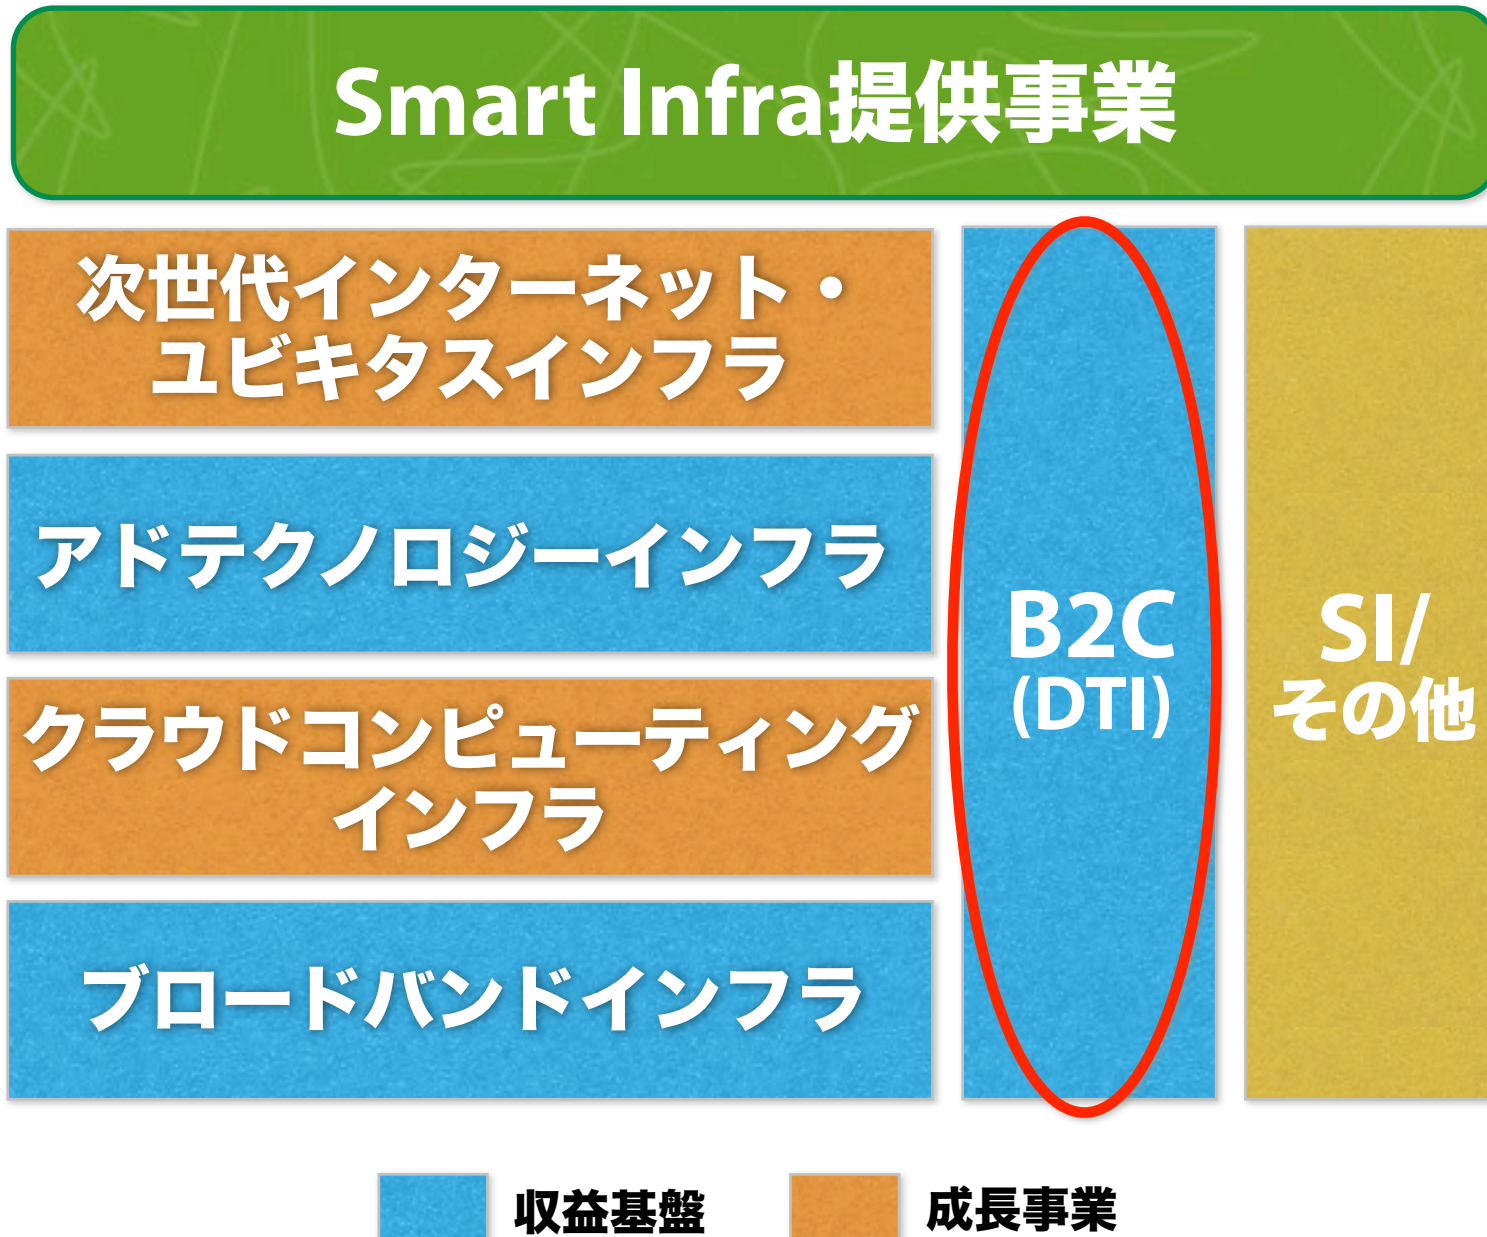 Smart Infra提供事業
次世代インターネット・
ユビキタスインフラ
アドテクノロジーインフラ
クラウドコンピューティング
インフラ
ブロードバンドインフラ
B2C
(DTI)
SI/
その他
収益基盤
成長事業